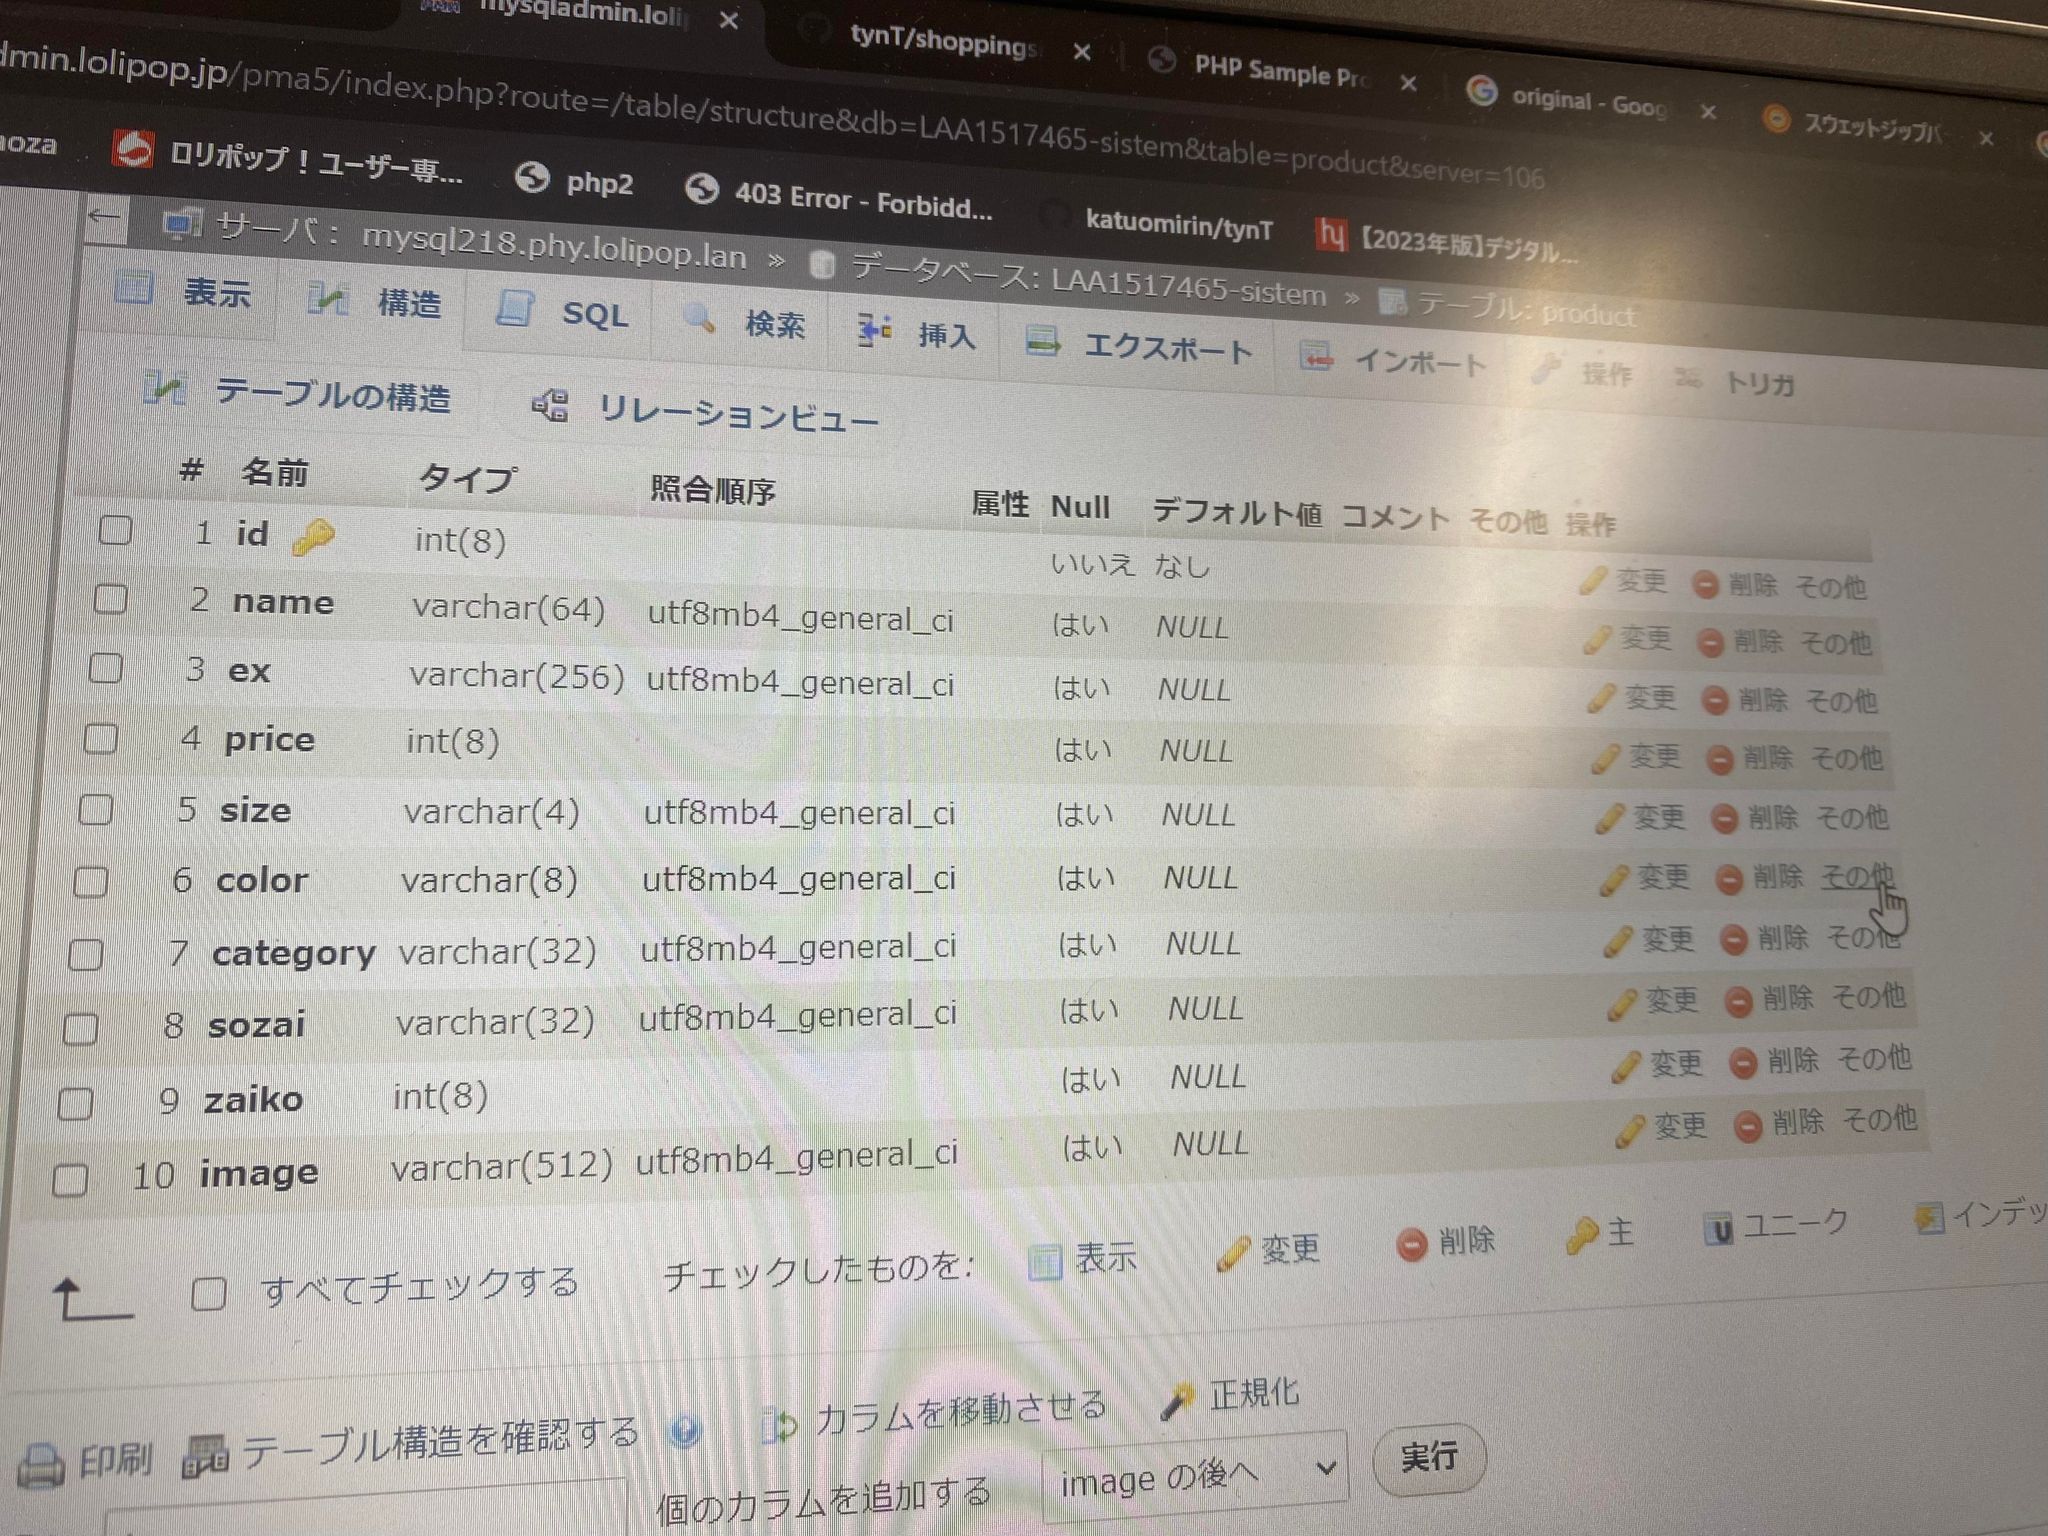 mysqladmin.loli × tynT/shoppings × PHP Sample Pro × original - Goog × スウェットジップパ ×
dmin.lolipop.jp/pma5/index.php?route=/table/structure&db=LAA1517465-sistem&table=product&server=106
ロリポップ！ユーザー専... php2 403 Error - Forbidd... katuomirin/tynT hy 【2023年版】デジタル...
← サーバ： mysql218.phy.lolipop.lan » データベース: LAA1517465-sistem » テーブル: product
表示 構造 SQL 検索 挿入 エクスポート インポート 操作 トリガ
テーブルの構造 リレーションビュー
# 名前 タイプ 照合順序 属性 Null デフォルト値 コメント その他 操作
1 id int(8) いいえ なし 変更 削除 その他
2 name varchar(64) utf8mb4_general_ci はい NULL 変更 削除 その他
3 ex varchar(256) utf8mb4_general_ci はい NULL 変更 削除 その他
4 price int(8) はい NULL 変更 削除 その他
5 size varchar(4) utf8mb4_general_ci はい NULL 変更 削除 その他
6 color varchar(8) utf8mb4_general_ci はい NULL 変更 削除 その他
7 category varchar(32) utf8mb4_general_ci はい NULL 変更 削除 その他
8 sozai varchar(32) utf8mb4_general_ci はい NULL 変更 削除 その他
9 zaiko int(8) はい NULL 変更 削除 その他
10 image varchar(512) utf8mb4_general_ci はい NULL 変更 削除 その他
すべてチェックする チェックしたものを: 表示 変更 削除 主 ユニーク インデッ
印刷 テーブル構造を確認する カラムを移動させる 正規化
個のカラムを追加する image の後へ 実行